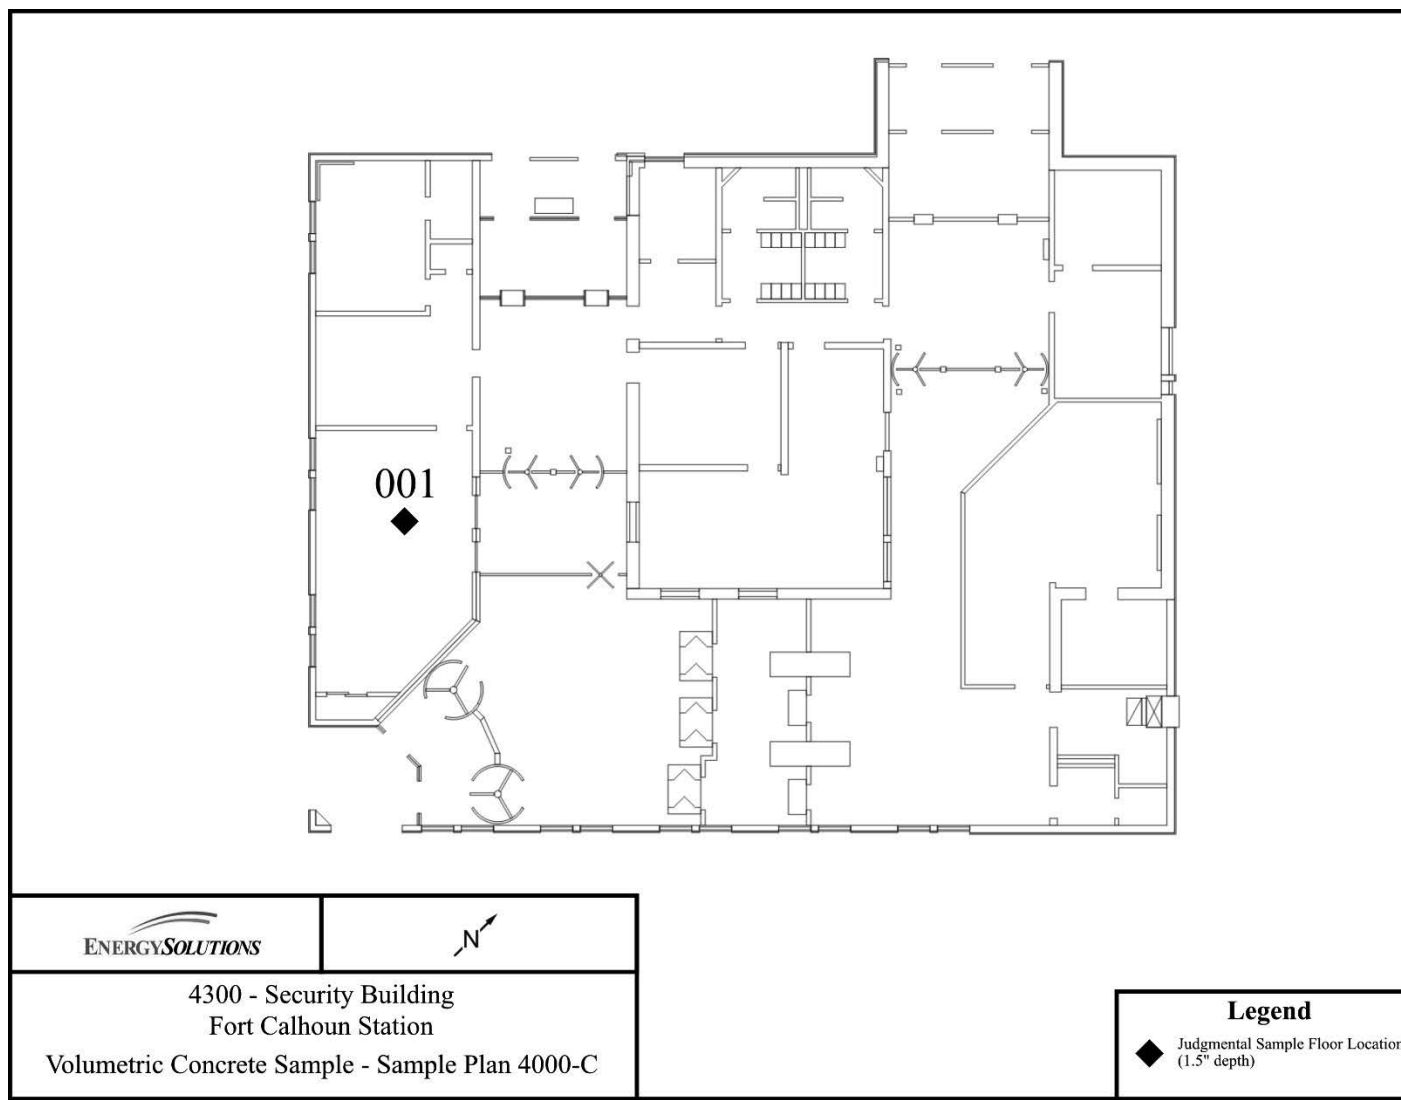 001
ENERGYSOLUTIONS
N
4300 - Security Building
Fort Calhoun Station
Volumetric Concrete Sample - Sample Plan 4000-C
Legend
Judgmental Sample Floor Location
(1.5" depth)